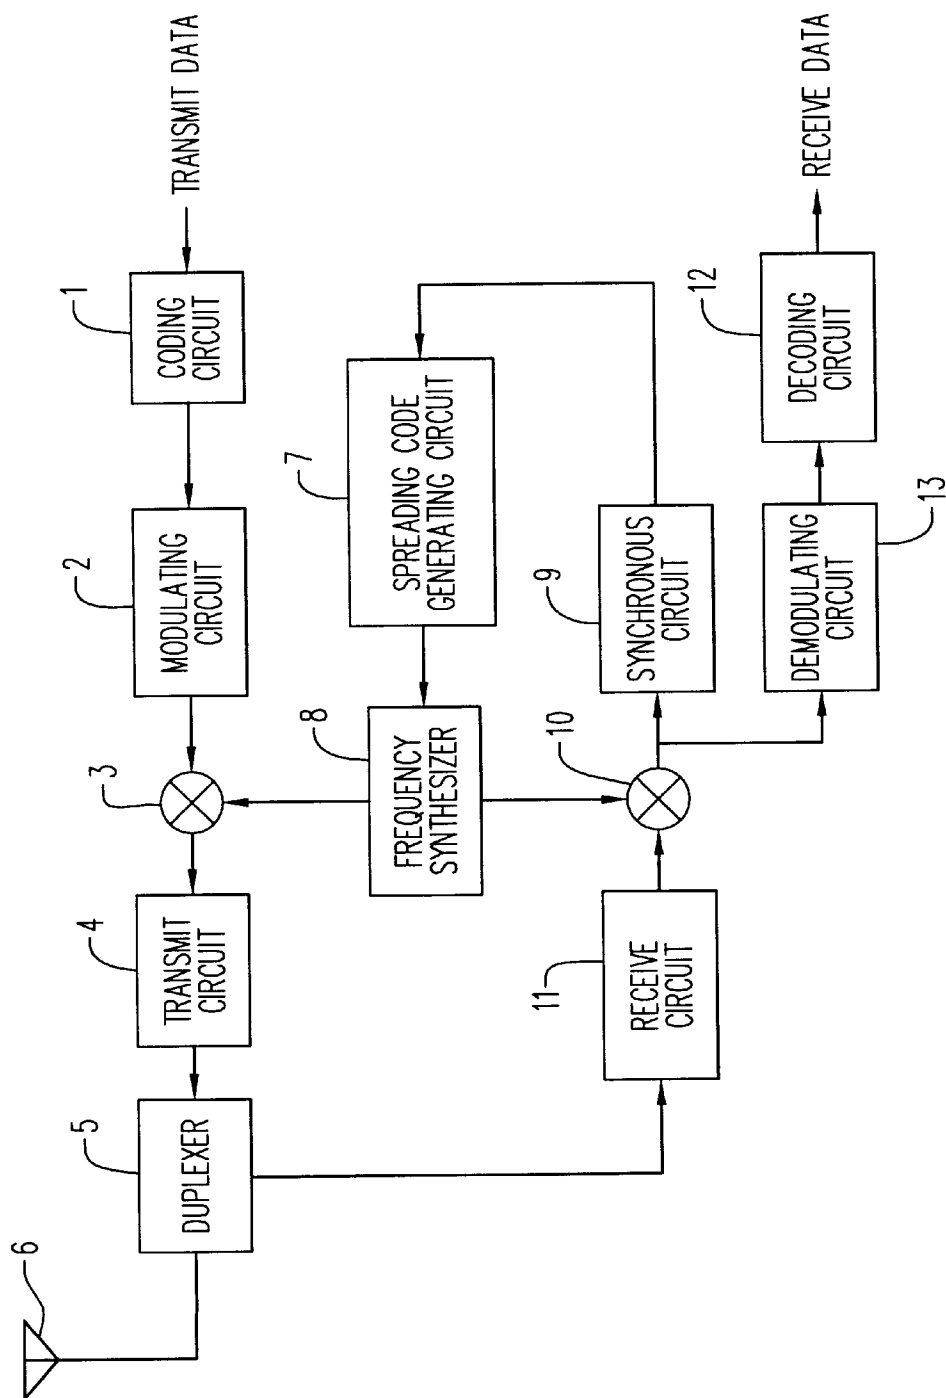 6
5
DUPLEXER
4
TRANSMIT
CIRCUIT
3
2
MODULATING
CIRCUIT
1
CODING
CIRCUIT
TRANSMIT DATA
8
FREQUENCY
SYNTHESIZER
7
SPREADING CODE
GENERATING CIRCUIT
11
RECEIVE
CIRCUIT
10
9
SYNCHRONOUS
CIRCUIT
DEMODULATING
CIRCUIT
13
12
DECODING
CIRCUIT
RECEIVE DATA